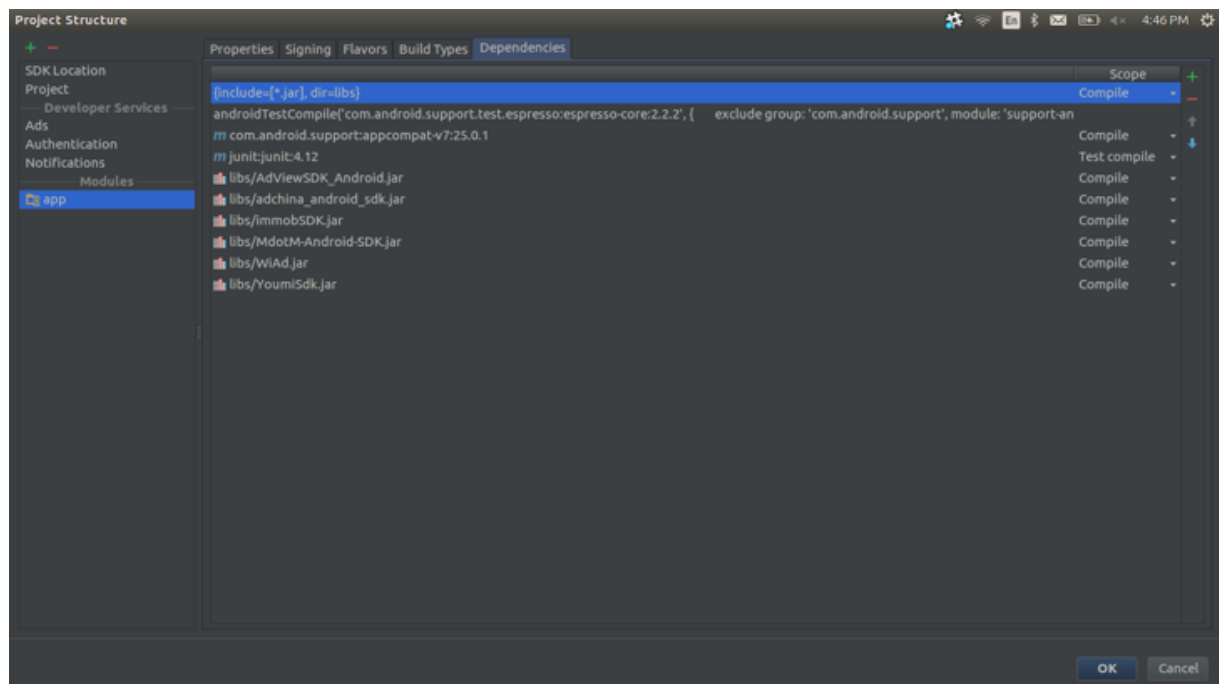 Project Structure
En
4:46 PM
SDK Location
Project
Developer Services
Ads
Authentication
Notifications
Modules
app
Properties Signing Flavors Build Types Dependencies
Scope
{include=[*.jar], dir=libs} Compile
androidTestCompile('com.android.support.test.espresso:espresso-core:2.2.2', { exclude group: 'com.android.support', module: 'support-an
m com.android.support:appcompat-v7:25.0.1 Compile
m junit:junit:4.12 Test compile
libs/AdViewSDK_Android.jar Compile
libs/adchina_android_sdk.jar Compile
libs/immobSDK.jar Compile
libs/MdotM-Android-SDK.jar Compile
libs/WiAd.jar Compile
libs/YoumiSdk.jar Compile
OK Cancel